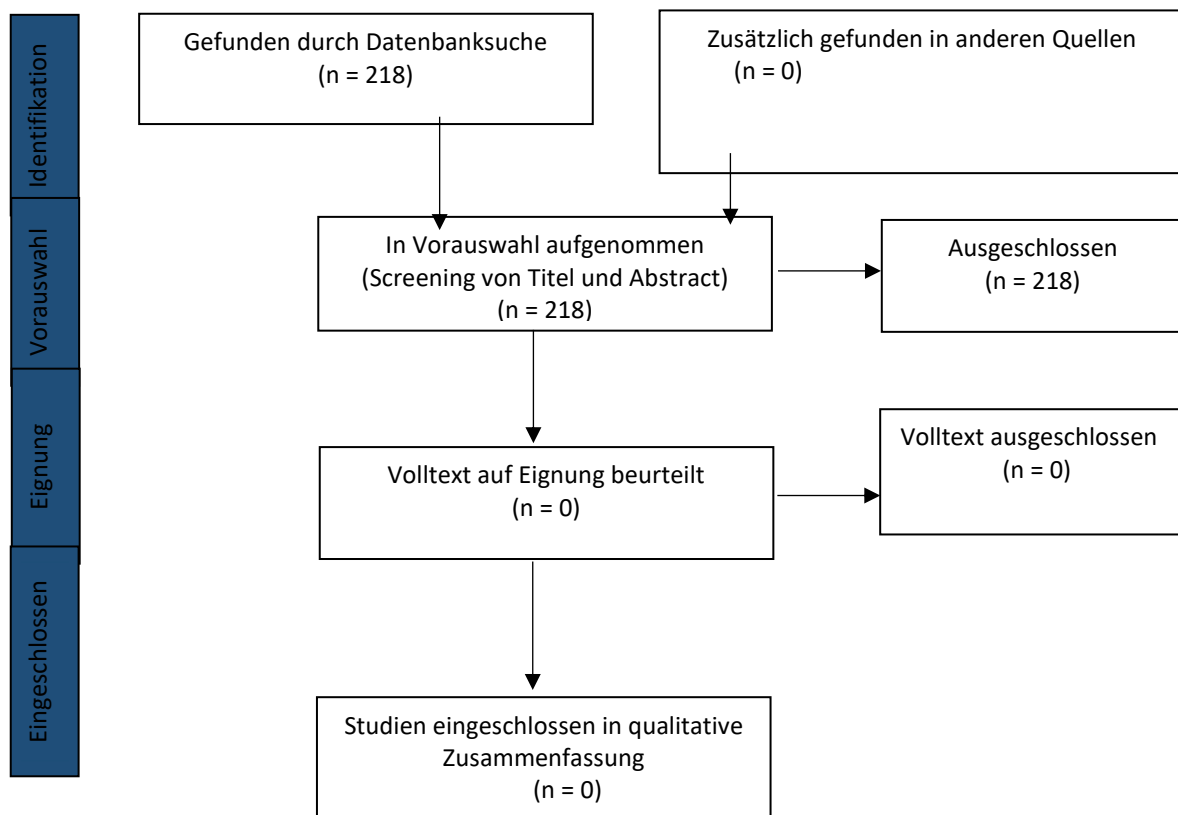 Identifikation
Gefunden durch Datenbanksuche
(n = 218)
Zusätzlich gefunden in anderen Quellen
(n = 0)
Vorauswahl
In Vorauswahl aufgenommen
(Screening von Titel und Abstract)
(n = 218)
Ausgeschlossen
(n = 218)
Eignung
Volltext auf Eignung beurteilt
(n = 0)
Volltext ausgeschlossen
(n = 0)
Eingeschlossen
Studien eingeschlossen in qualitative
Zusammenfassung
(n = 0)